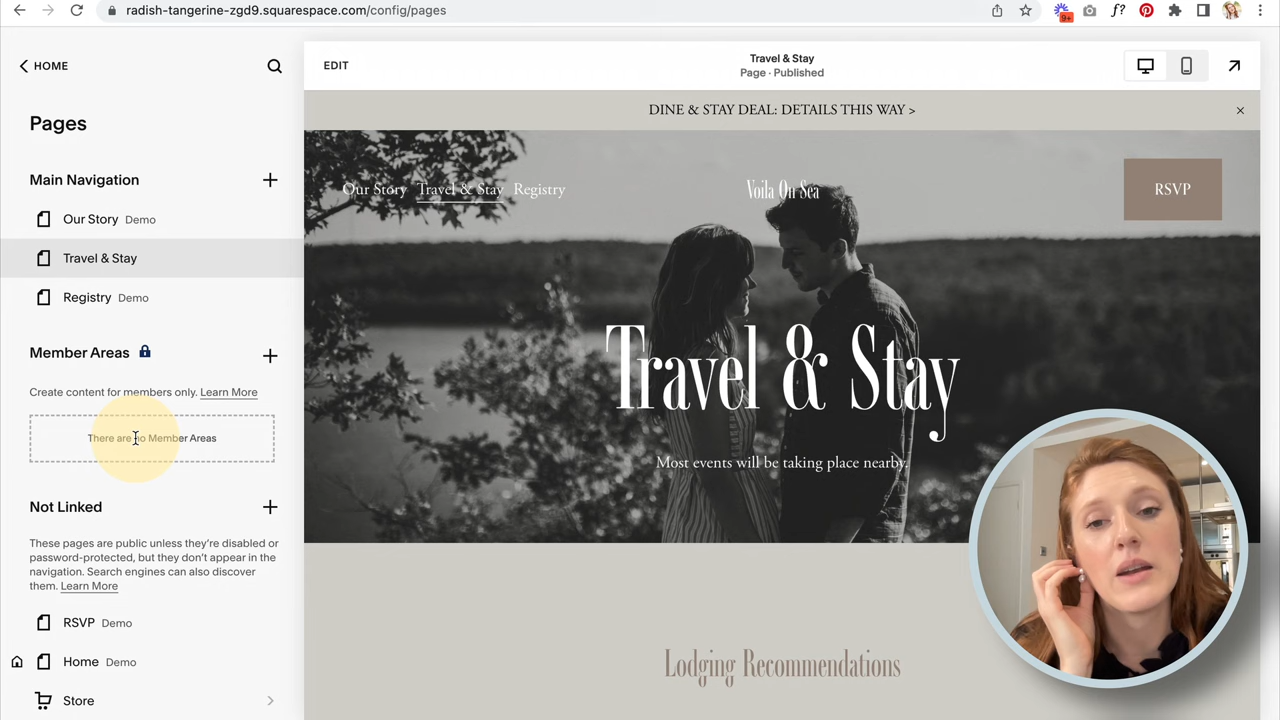 radish-tangerine-zgd9.squarespace.com/config/pages
9+
f?
HOME
Pages
Main Navigation
Our Story Demo
Travel & Stay
Registry Demo
Member Areas
Create content for members only. Learn More
There are no Member Areas
Not Linked
These pages are public unless they're disabled or
password-protected, but they don't appear in the
navigation. Search engines can also discover
them. Learn More
RSVP Demo
Home Demo
Store
EDIT
Travel & Stay
Page · Published
DINE & STAY DEAL: DETAILS THIS WAY >
Our Story Travel & Stay Registry
Voila On Sea
RSVP
Travel & Stay
Most events will be taking place nearby.
Lodging Recommendations